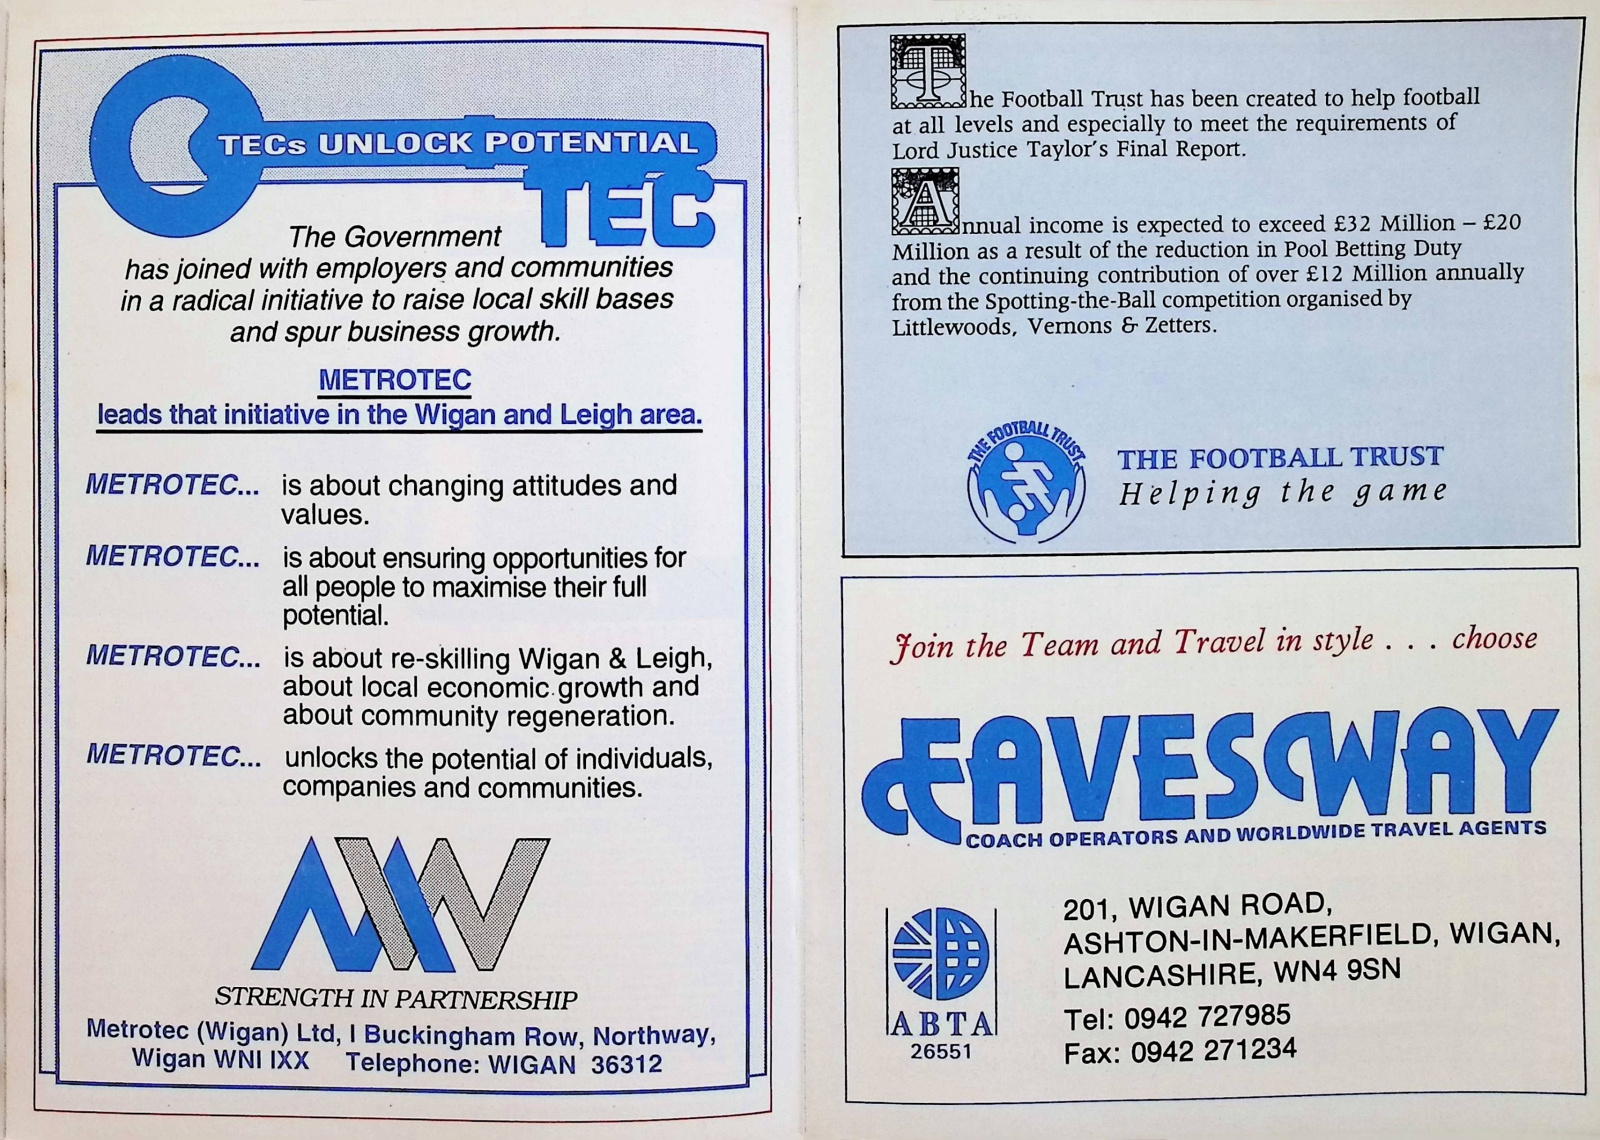 TECs UNLOCK POTENTIAL
TEC
The Government
has joined with employers and communities
in a radical initiative to raise local skill bases
and spur business growth.
METROTEC
leads that initiative in the Wigan and Leigh area.
METROTEC... is about changing attitudes and
values.
METROTEC... is about ensuring opportunities for
all people to maximise their full
potential.
METROTEC... is about re-skilling Wigan & Leigh,
about local economic growth and
about community regeneration.
METROTEC... unlocks the potential of individuals,
companies and communities.
MW
STRENGTH IN PARTNERSHIP
Metrotec (Wigan) Ltd, I Buckingham Row, Northway,
Wigan WNI IXX Telephone: WIGAN 36312
The Football Trust has been created to help football
at all levels and especially to meet the requirements of
Lord Justice Taylor's Final Report.
Annual income is expected to exceed £32 Million – £20
Million as a result of the reduction in Pool Betting Duty
and the continuing contribution of over £12 Million annually
from the Spotting-the-Ball competition organised by
Littlewoods, Vernons & Zetters.
THE FOOTBALL TRUST
THE FOOTBALL TRUST
Helping the game
Join the Team and Travel in style . . . choose
EAVESWAY
COACH OPERATORS AND WORLDWIDE TRAVEL AGENTS
ABTA
26551
201, WIGAN ROAD,
ASHTON-IN-MAKERFIELD, WIGAN,
LANCASHIRE, WN4 9SN
Tel: 0942 727985
Fax: 0942 271234